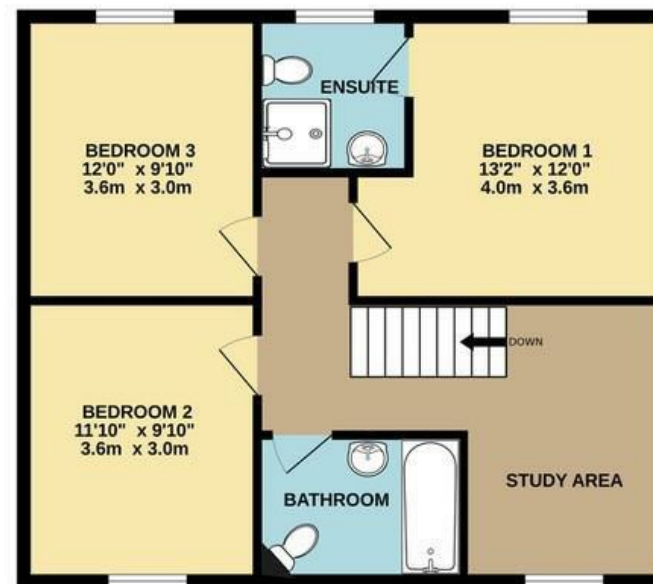 ENSUITE
BEDROOM 3
12'0" x 9'10"
3.6m x 3.0m
BEDROOM 1
13'2" x 12'0"
4.0m x 3.6m
DOWN
BEDROOM 2
11'10" x 9'10"
3.6m x 3.0m
STUDY AREA
BATHROOM